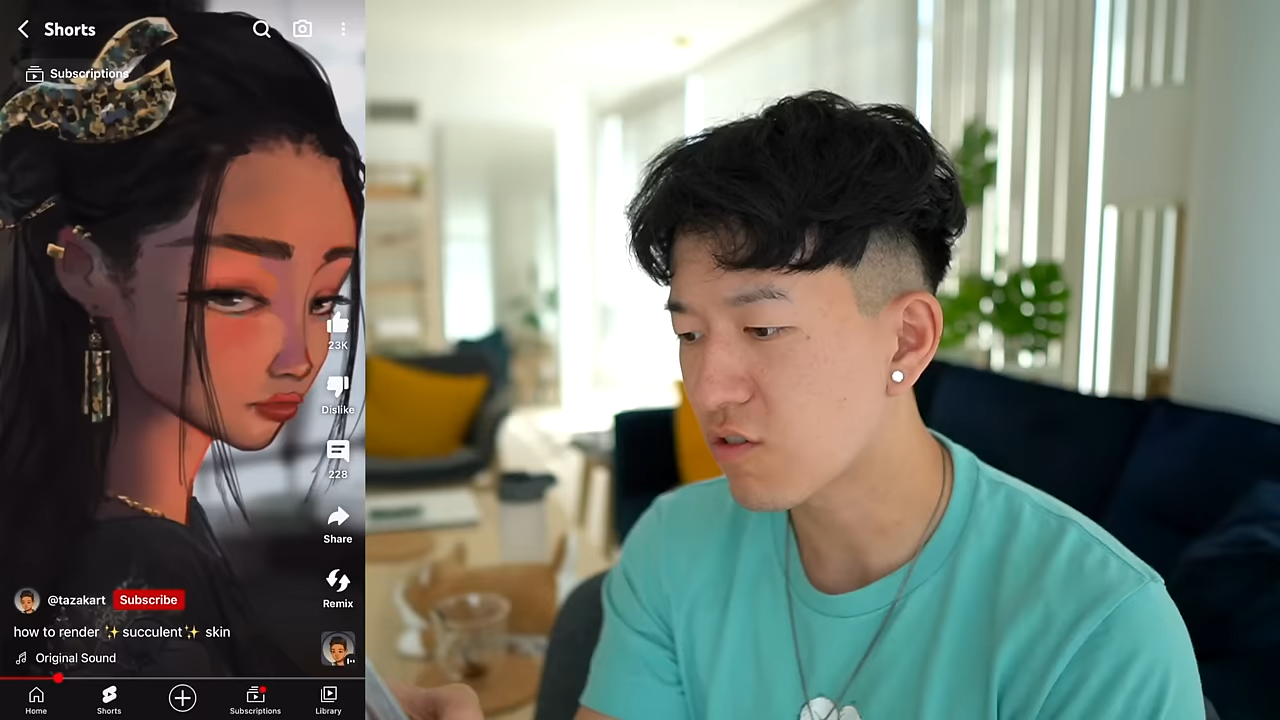 Shorts
Subscriptions
23K
Dislike
228
Share
Remix
@tazakart Subscribe
how to render ✨succulent✨ skin
Original Sound
Home Shorts Subscriptions Library